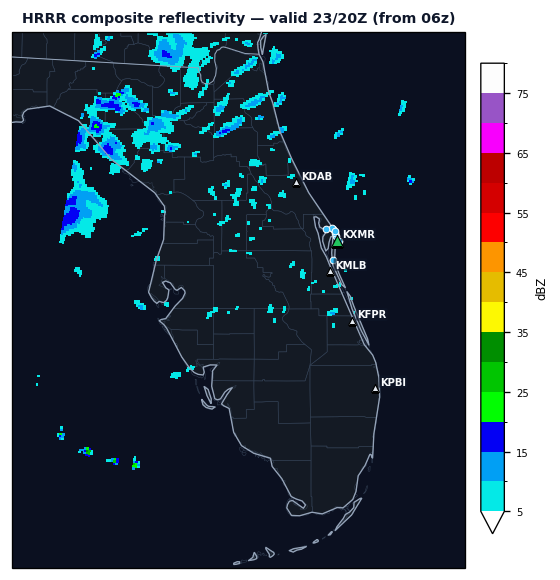 HRRR composite reflectivity — valid 23/20Z (from 06z)
KDAB
KXMR
KMLB
KFPR
KPBI
75
65
55
45
35
25
15
5
dBZ